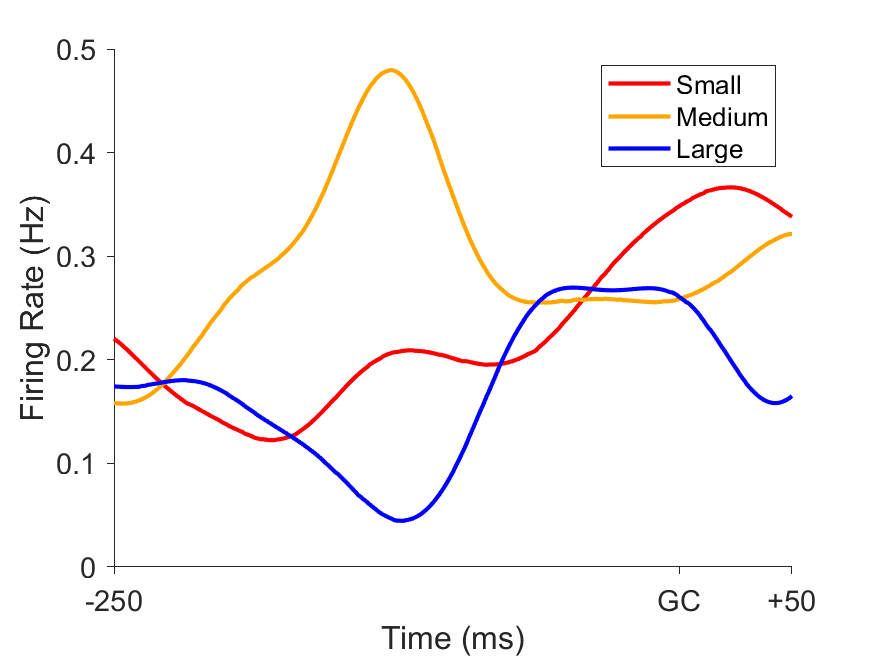 0.5
0.4
0.3
0.2
0.1
0
Firing Rate (Hz)
Small
Medium
Large
-250
GC
+50
Time (ms)